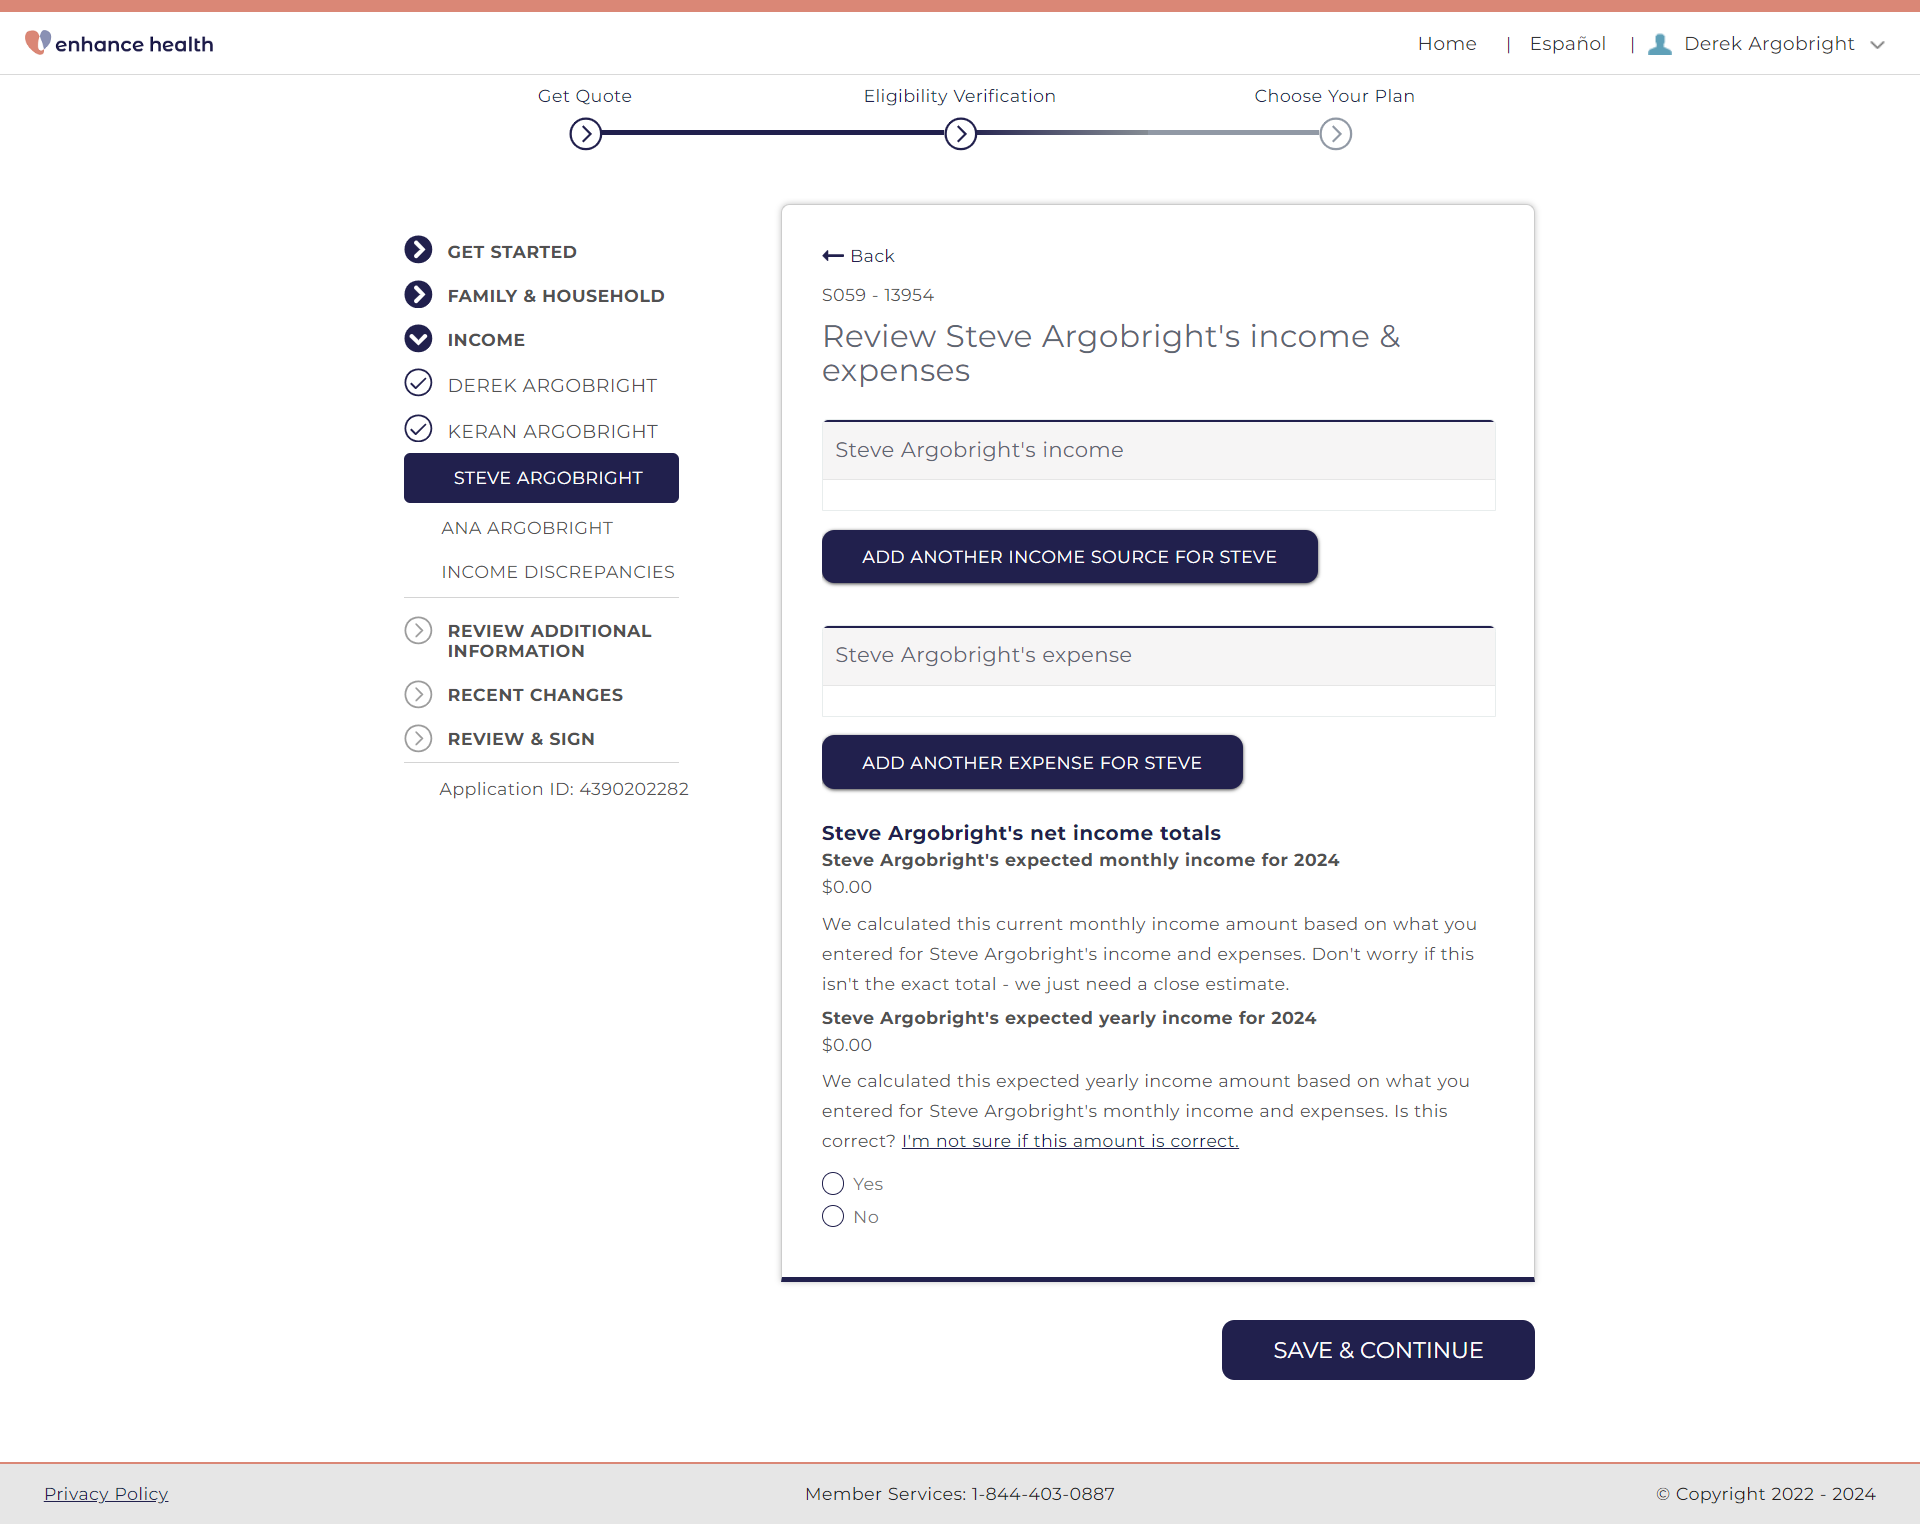 enhance health
Home | Español | Derek Argobright
Get Quote
Eligibility Verification
Choose Your Plan
GET STARTED
FAMILY & HOUSEHOLD
INCOME
DEREK ARGOBRIGHT
KERAN ARGOBRIGHT
STEVE ARGOBRIGHT
ANA ARGOBRIGHT
INCOME DISCREPANCIES
REVIEW ADDITIONAL
INFORMATION
RECENT CHANGES
REVIEW & SIGN
Application ID: 4390202282
Back
S059 - 13954
Review Steve Argobright's income &
expenses
Steve Argobright's income
ADD ANOTHER INCOME SOURCE FOR STEVE
Steve Argobright's expense
ADD ANOTHER EXPENSE FOR STEVE
Steve Argobright's net income totals
Steve Argobright's expected monthly income for 2024
$0.00
We calculated this current monthly income amount based on what you
entered for Steve Argobright's income and expenses. Don't worry if this
isn't the exact total - we just need a close estimate.
Steve Argobright's expected yearly income for 2024
$0.00
We calculated this expected yearly income amount based on what you
entered for Steve Argobright's monthly income and expenses. Is this
correct? I'm not sure if this amount is correct.
Yes
No
SAVE & CONTINUE
Privacy Policy
Member Services: 1-844-403-0887
© Copyright 2022 - 2024